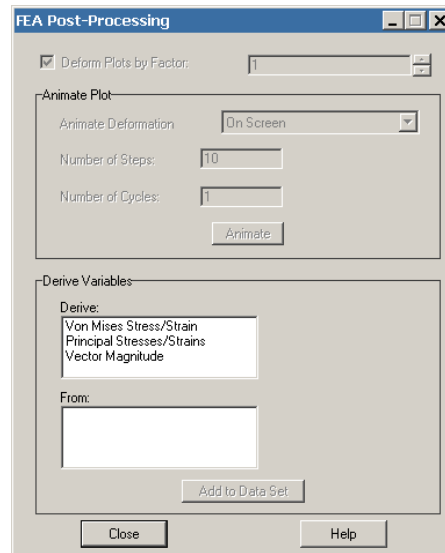 FEA Post-Processing
Deform Plots by Factor: 1
Animate Plot
Animate Deformation On Screen
Number of Steps: 10
Number of Cycles: 1
Animate
Derive Variables
Derive:
Von Mises Stress/Strain
Principal Stresses/Strains
Vector Magnitude
From:
Add to Data Set
Close Help